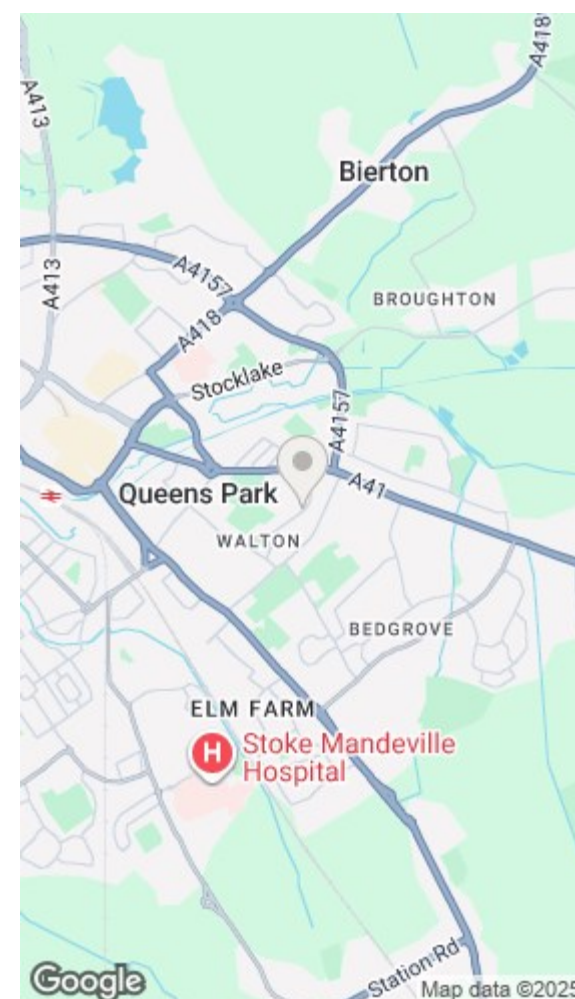 A418
A413
Bierton
A413
A4157
BROUGHTON
A418
Stocklake
A4157
A41
Queens Park
WALTON
BEDGROVE
ELM FARM
H
Stoke Mandeville
Hospital
Station Rd
Google
Map data ©2025